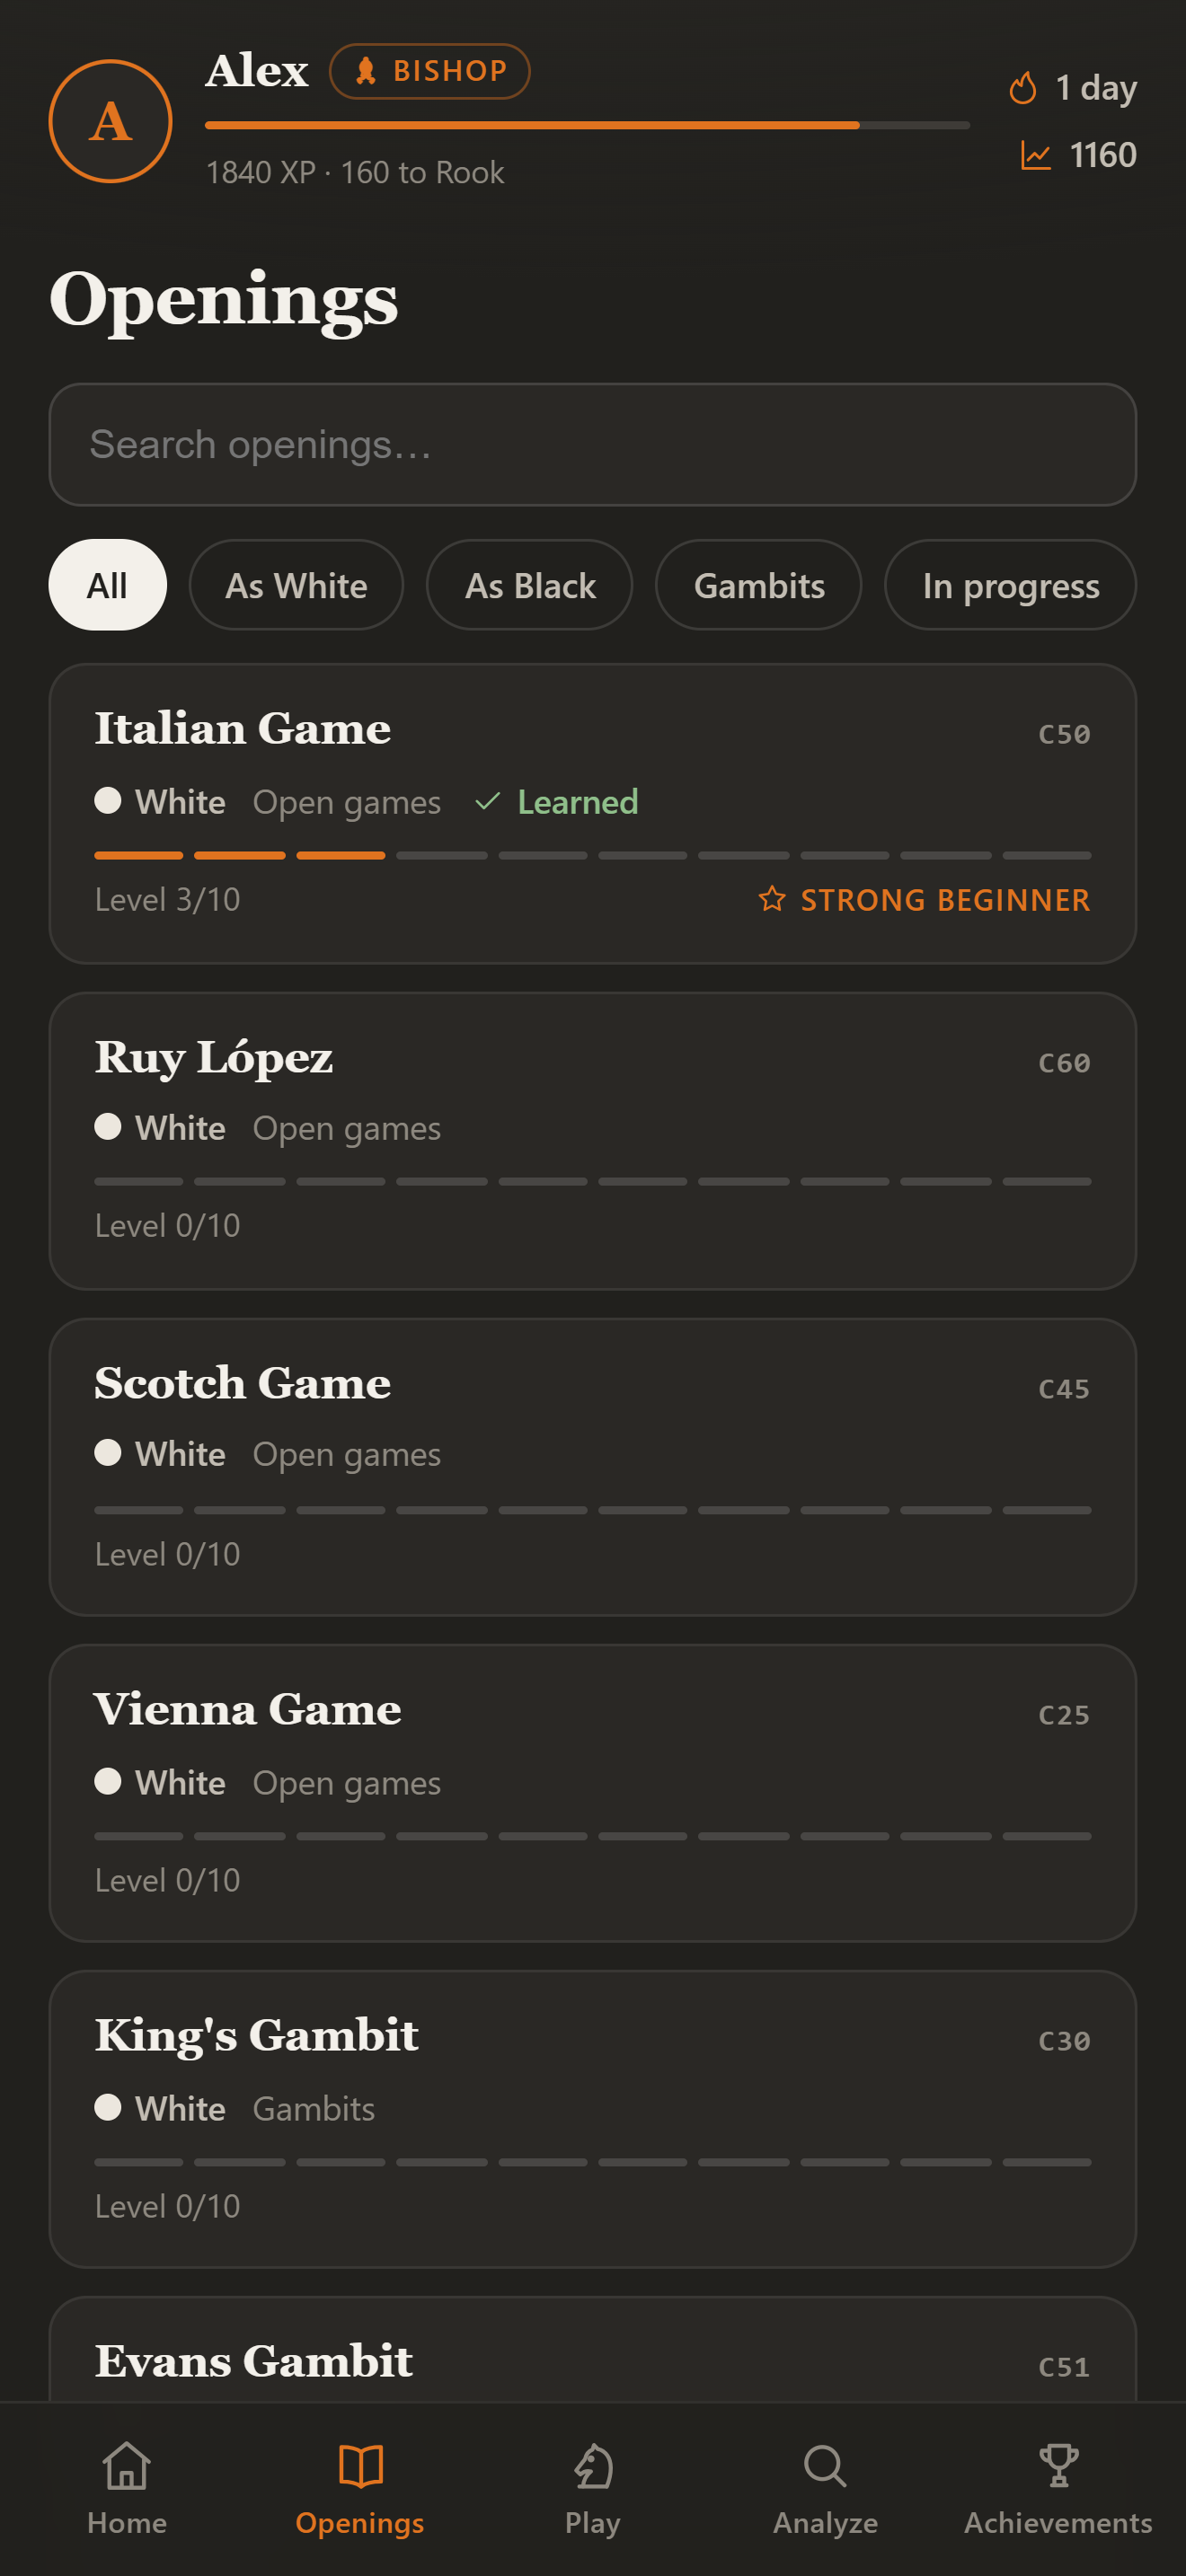 A
Alex BISHOP
1 day
1840 XP · 160 to Rook
1160
Openings
Search openings...
All As White As Black Gambits In progress
Italian Game C50
White Open games Learned
Level 3/10 STRONG BEGINNER
Ruy López C60
White Open games
Level 0/10
Scotch Game C45
White Open games
Level 0/10
Vienna Game C25
White Open games
Level 0/10
King's Gambit C30
White Gambits
Level 0/10
Evans Gambit C51
Home Openings Play Analyze Achievements